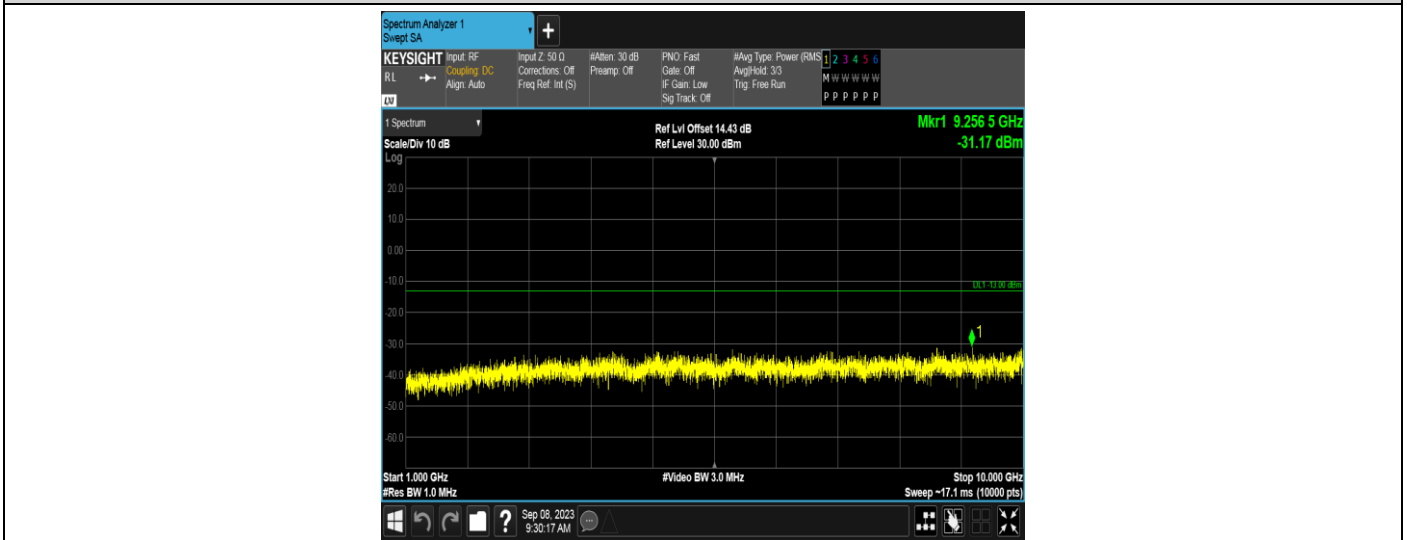 Spectrum Analyzer 1
Swept SA
+
KEYSIGHT
RL
LXI
Input: RF
Coupling: DC
Align: Auto
Input Z: 50 Ω
Corrections: Off
Freq Ref: Int (S)
#Atten: 30 dB
Preamp: Off
PNO: Fast
Gate: Off
IF Gain: Low
Sig Track: Off
#Avg Type: Power (RMS
Avg|Hold: 3/3
Trig: Free Run
1 2 3 4 5 6
M W W W W W
P P P P P P
1 Spectrum
Scale/Div 10 dB
Log
Ref Lvl Offset 14.43 dB
Ref Level 30.00 dBm
Mkr1 9.256 5 GHz
-31.17 dBm
20.0
10.0
0.00
-10.0
DL1 -13.00 dBm
-20.0
1
-30.0
-40.0
-50.0
-60.0
Start 1.000 GHz
#Res BW 1.0 MHz
#Video BW 3.0 MHz
Stop 10.000 GHz
Sweep ~17.1 ms (10000 pts)
?
Sep 08, 2023
9:30:17 AM